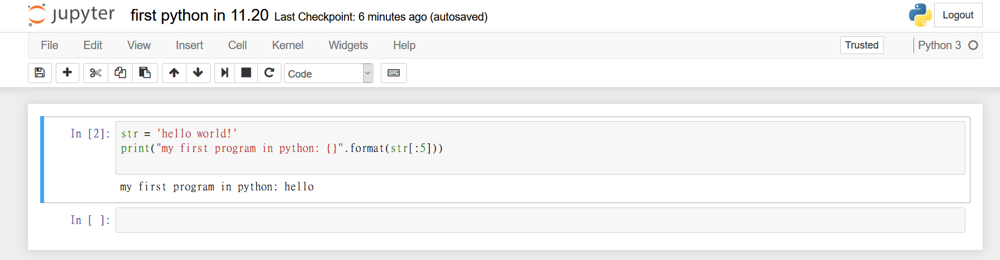 jupyter first python in 11.20 Last Checkpoint: 6 minutes ago (autosaved) Logout
File Edit View Insert Cell Kernel Widgets Help Trusted Python 3
Code
In [2]: str = 'hello world!'
print("my first program in python: {}".format(str[:5]))
my first program in python: hello
In [ ]: